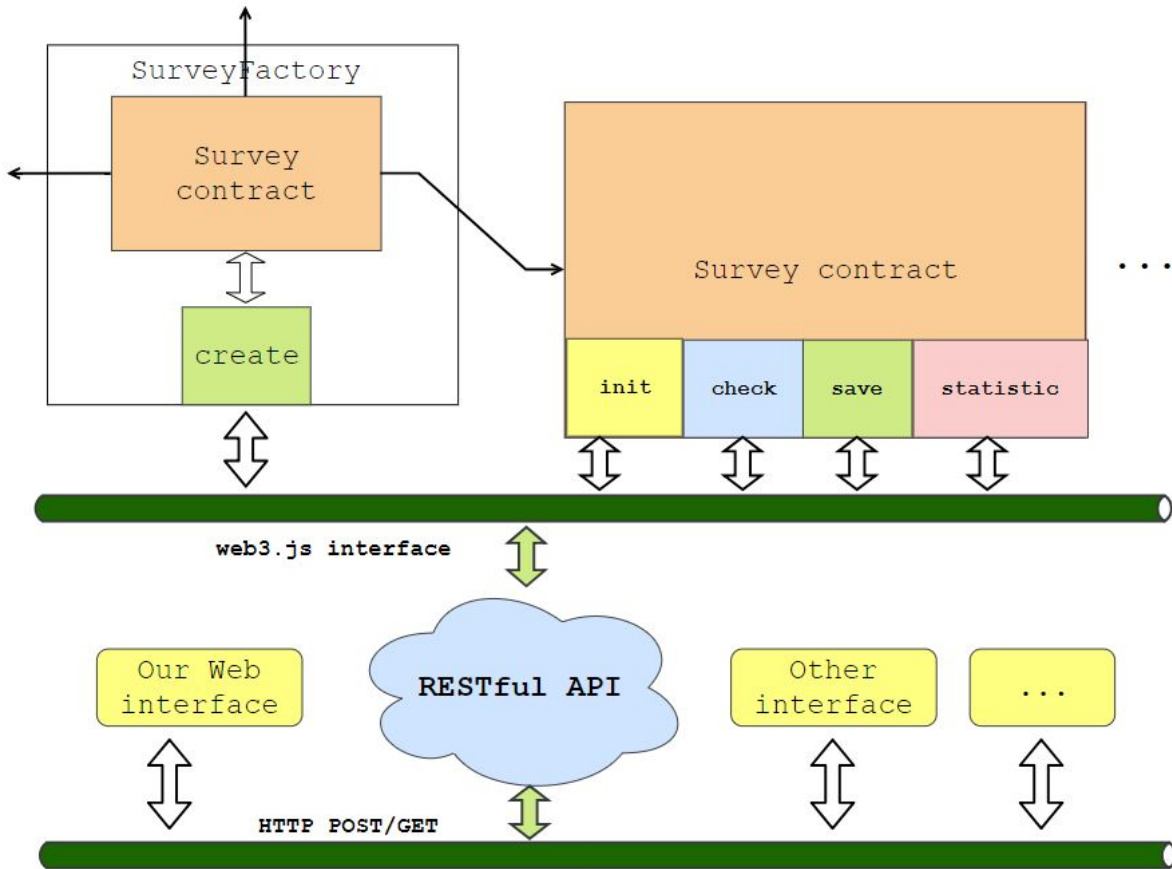 SurveyFactory
Survey
contract
create
Survey contract
...
init
check
save
statistic
web3.js interface
Our Web
interface
RESTful API
Other
interface
...
HTTP POST/GET